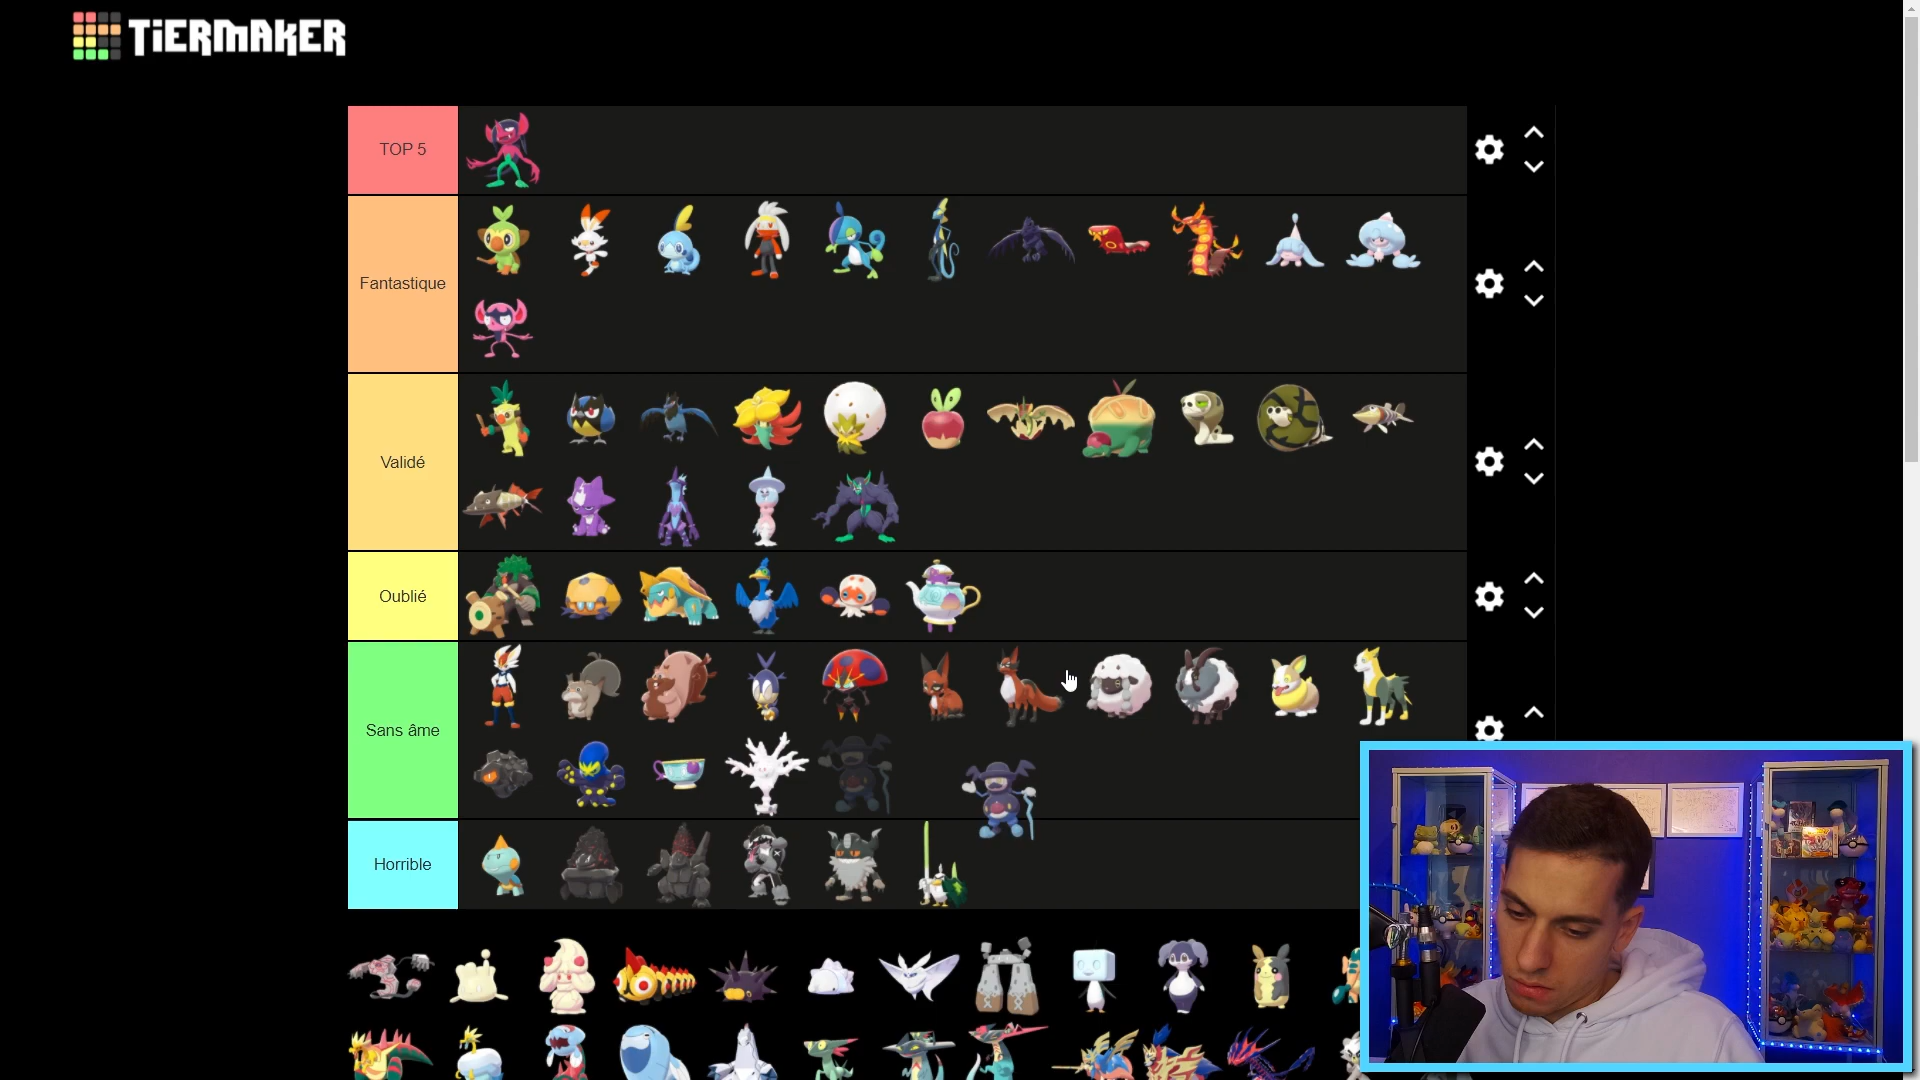 TiERMAKER
TOP 5
Fantastique
Validé
Oublié
Sans âme
Horrible